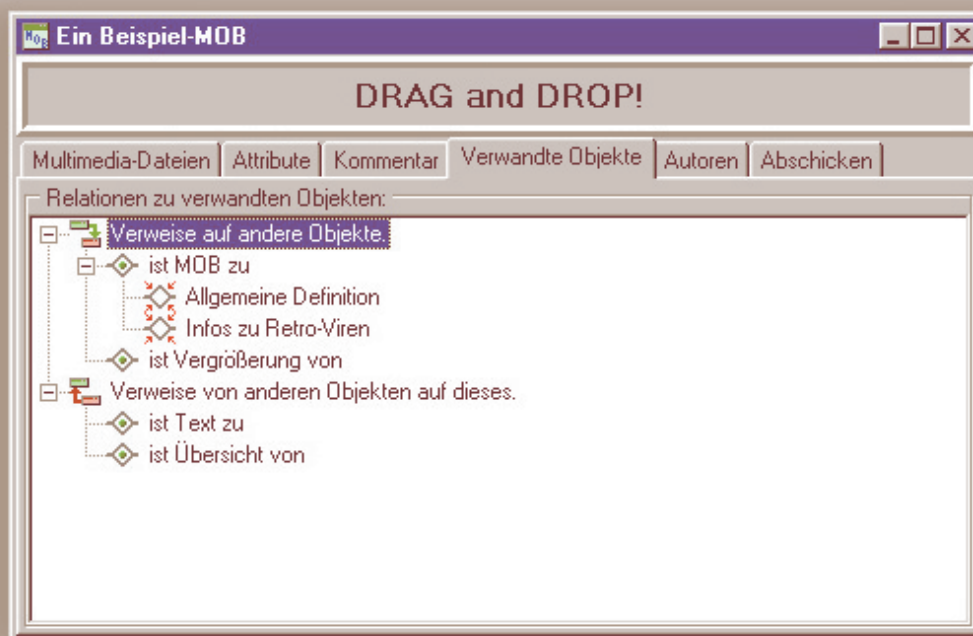 MOB Ein Beispiel-MOB
DRAG and DROP!
Multimedia-Dateien Attribute Kommentar Verwandte Objekte Autoren Abschicken
Relationen zu verwandten Objekten:
Verweise auf andere Objekte.
ist MOB zu
Allgemeine Definition
Infos zu Retro-Viren
ist Vergrößerung von
Verweise von anderen Objekten auf dieses.
ist Text zu
ist Übersicht von